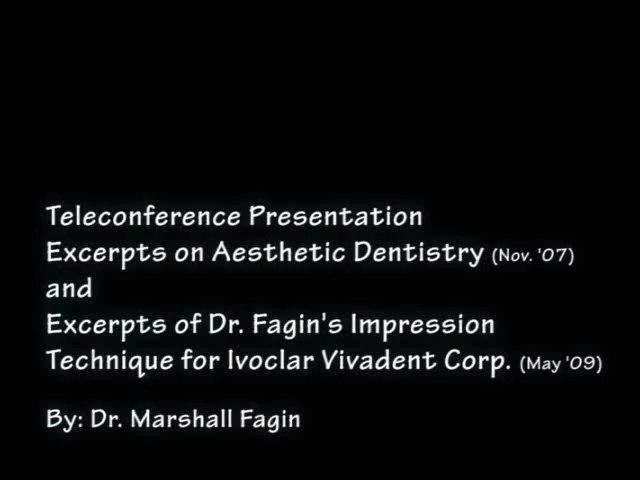 Teleconference Presentation
Excerpts on Aesthetic Dentistry (Nov. '07)
and
Excerpts of Dr. Fagin's Impression
Technique for Ivoclar Vivadent Corp. (May '09)
By: Dr. Marshall Fagin